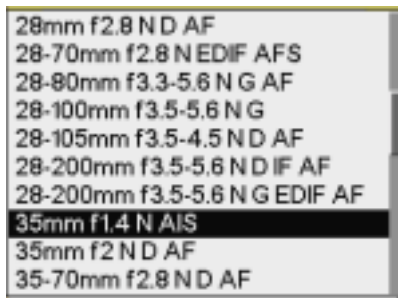 28mm f2.8 N D AF
28-70mm f2.8 N EDIF AFS
28-80mm f3.3-5.6 N G AF
28-100mm f3.5-5.6 N G
28-105mm f3.5-4.5 N D AF
28-200mm f3.5-5.6 N D IF AF
28-200mm f3.5-5.6 N G EDIF AF
35mm f1.4 N AIS
35mm f2 N D AF
35-70mm f2.8 N D AF